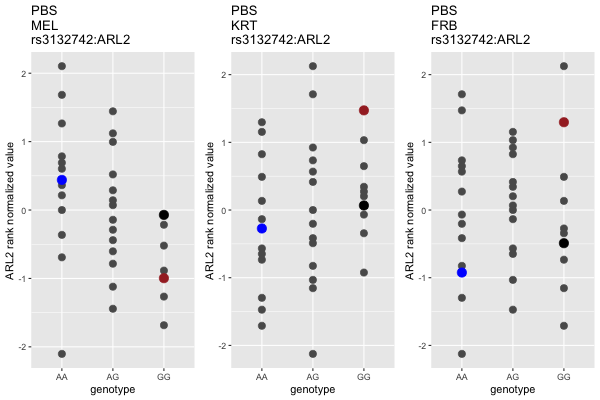 PBS
MEL
rs3132742:ARL2
PBS
KRT
rs3132742:ARL2
PBS
FRB
rs3132742:ARL2
ARL2 rank normalized value
2
1
0
-1
-2
AA
AG
GG
genotype
ARL2 rank normalized value
2
1
0
-1
-2
AA
AG
GG
genotype
ARL2 rank normalized value
2
1
0
-1
-2
AA
AG
GG
genotype